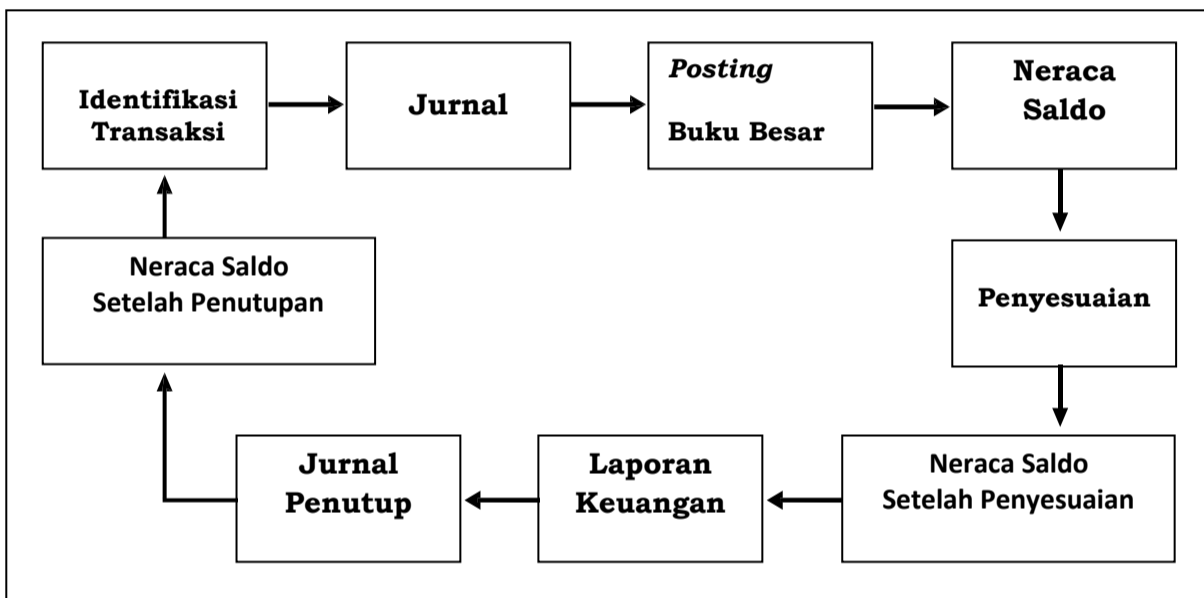 Identifikasi
Transaksi
Jurnal
Posting
Buku Besar
Neraca
Saldo
Penyesuaian
Neraca Saldo
Setelah Penyesuaian
Laporan
Keuangan
Jurnal
Penutup
Neraca Saldo
Setelah Penutupan